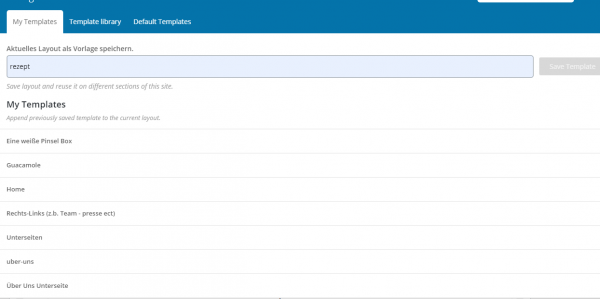 My Templates
Template library
Default Templates
Aktuelles Layout als Vorlage speichern.
rezept
Save Template
Save layout and reuse it on different sections of this site.
My Templates
Append previously saved template to the current layout.
Eine weiße Pinsel Box
Guacamole
Home
Rechts-Links (z.b. Team - presse ect)
Unterseiten
uber-uns
Über Uns Unterseite